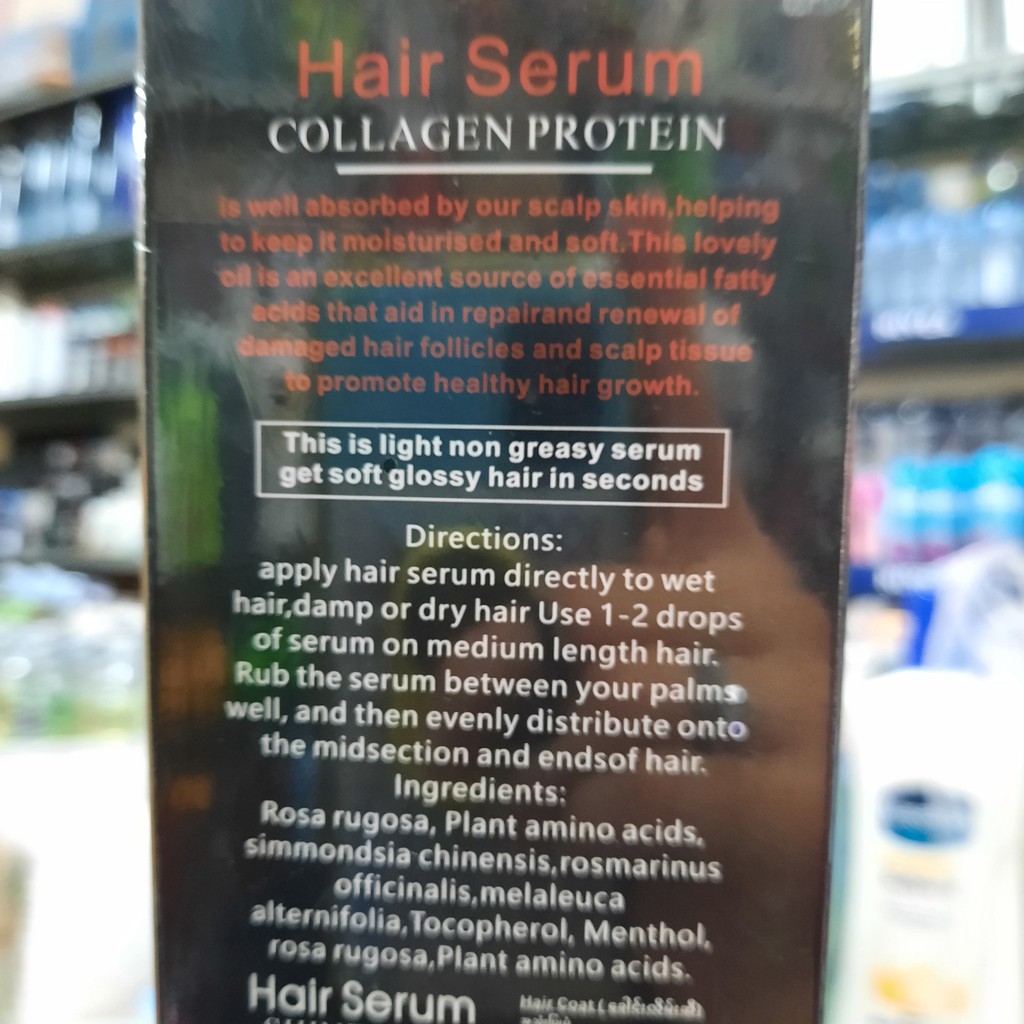 Hair Serum
COLLAGEN PROTEIN
is well absorbed by our scalp skin,helping
to keep it moisturised and soft.This lovely
oil is an excellent source of essential fatty
acids that aid in repairand renewal of
damaged hair follicles and scalp tissue
to promote healthy hair growth.
This is light non greasy serum
get soft glossy hair in seconds
Directions:
apply hair serum directly to wet
hair,damp or dry hair Use 1-2 drops
of serum on medium length hair.
Rub the serum between your palms
well, and then evenly distribute onto
the midsection and endsof hair.
Ingredients:
Rosa rugosa, Plant amino acids,
simmondsia chinensis,rosmarinus
officinalis,melaleuca
alternifolia,Tocopherol, Menthol,
rosa rugosa,Plant amino acids.
Hair Serum
Hair Coat (